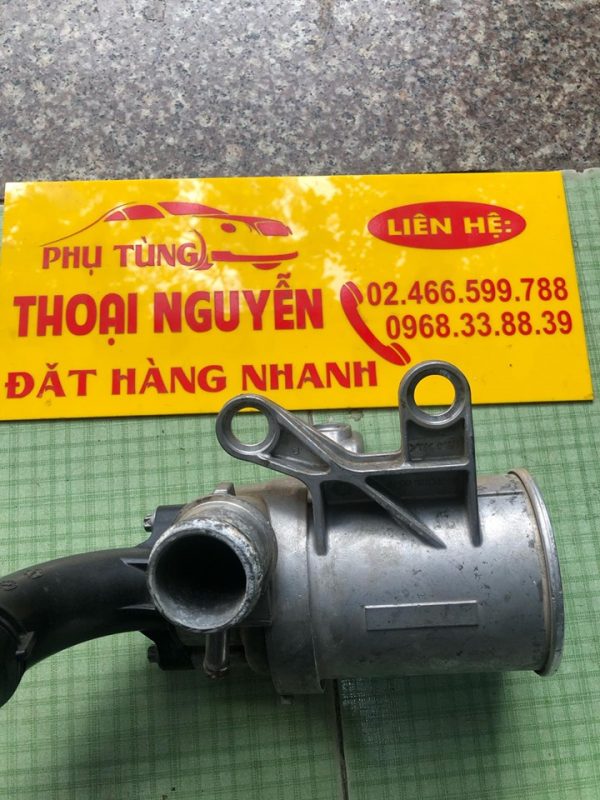 PHỤ TÙNG
LIÊN HỆ:
THOẠI NGUYỄN
02.466.599.788
0968.33.88.39
ĐẶT HÀNG NHANH